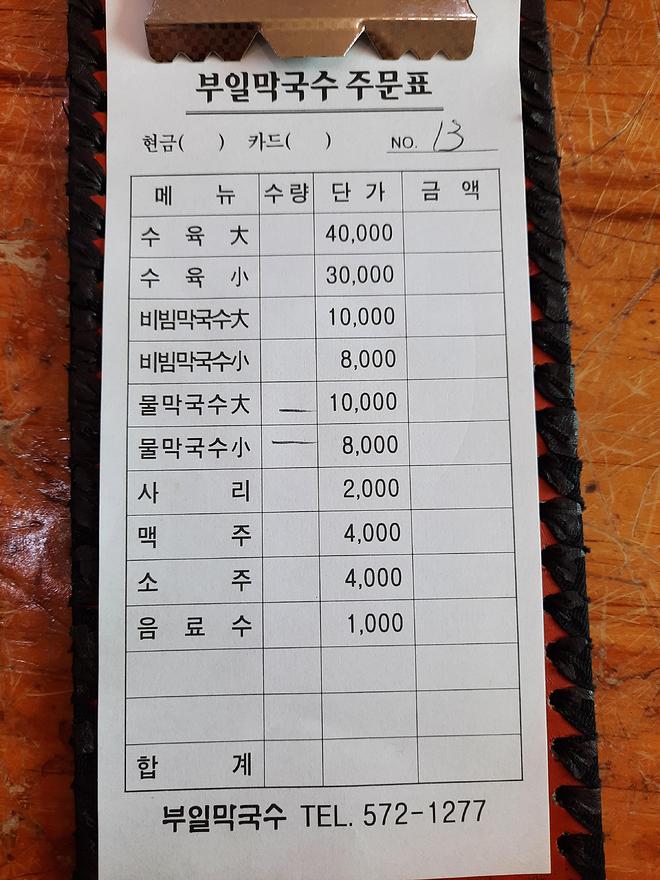 부일막국수 주문표
현금( ) 카드( ) NO. 13
메 뉴 수량 단 가 금 액
수 육 大 40,000
수 육 小 30,000
비빔막국수大 10,000
비빔막국수小 8,000
물막국수大 一 10,000
물막국수小 一 8,000
사 리 2,000
맥 주 4,000
소 주 4,000
음 료 수 1,000
합 계
부일막국수 TEL. 572-1277